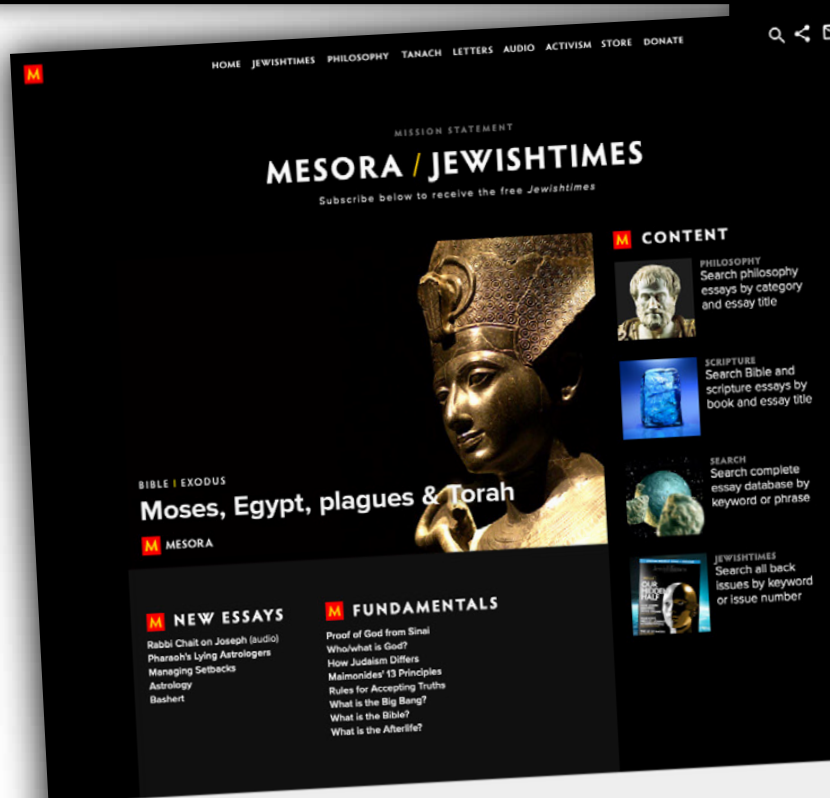 M
HOME JEWISHTIMES PHILOSOPHY TANACH LETTERS AUDIO ACTIVISM STORE DONATE
MISSION STATEMENT
MESORA / JEWISHTIMES
Subscribe below to receive the free Jewishtimes
BIBLE | EXODUS
Moses, Egypt, plagues & Torah
M MESORA
M CONTENT
PHILOSOPHY
Search philosophy
essays by category
and essay title
SCRIPTURE
Search Bible and
scripture essays by
book and essay title
SEARCH
Search complete
essay database by
keyword or phrase
OUR
HIDDEN
HALF
JEWISHTIMES
Search all back
issues by keyword
or issue number
M NEW ESSAYS
Rabbi Chait on Joseph (audio)
Pharaoh's Lying Astrologers
Managing Setbacks
Astrology
Bashert
M FUNDAMENTALS
Proof of God from Sinai
Who/what is God?
How Judaism Differs
Maimonides' 13 Principles
Rules for Accepting Truths
What is the Big Bang?
What is the Bible?
What is the Afterlife?